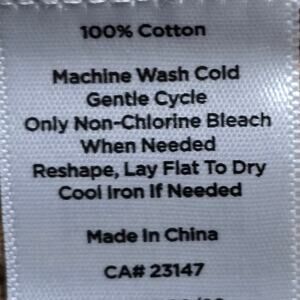 100% Cotton
Machine Wash Cold
Gentle Cycle
Only Non-Chlorine Bleach
When Needed
Reshape, Lay Flat To Dry
Cool Iron If Needed
Made In China
CA# 23147